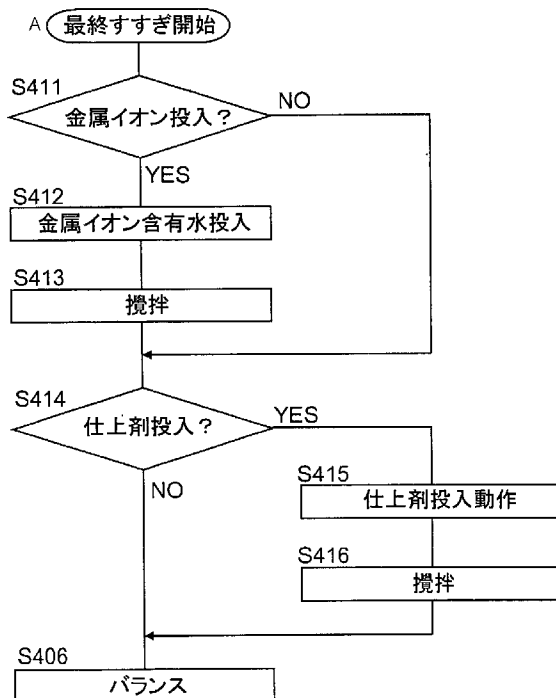 A 最終すすぎ開始
S411
金属イオン投入?
NO
YES
S412
金属イオン含有水投入
S413
攪拌
S414
仕上剤投入?
YES
NO
S415
仕上剤投入動作
S416
攪拌
S406
バランス